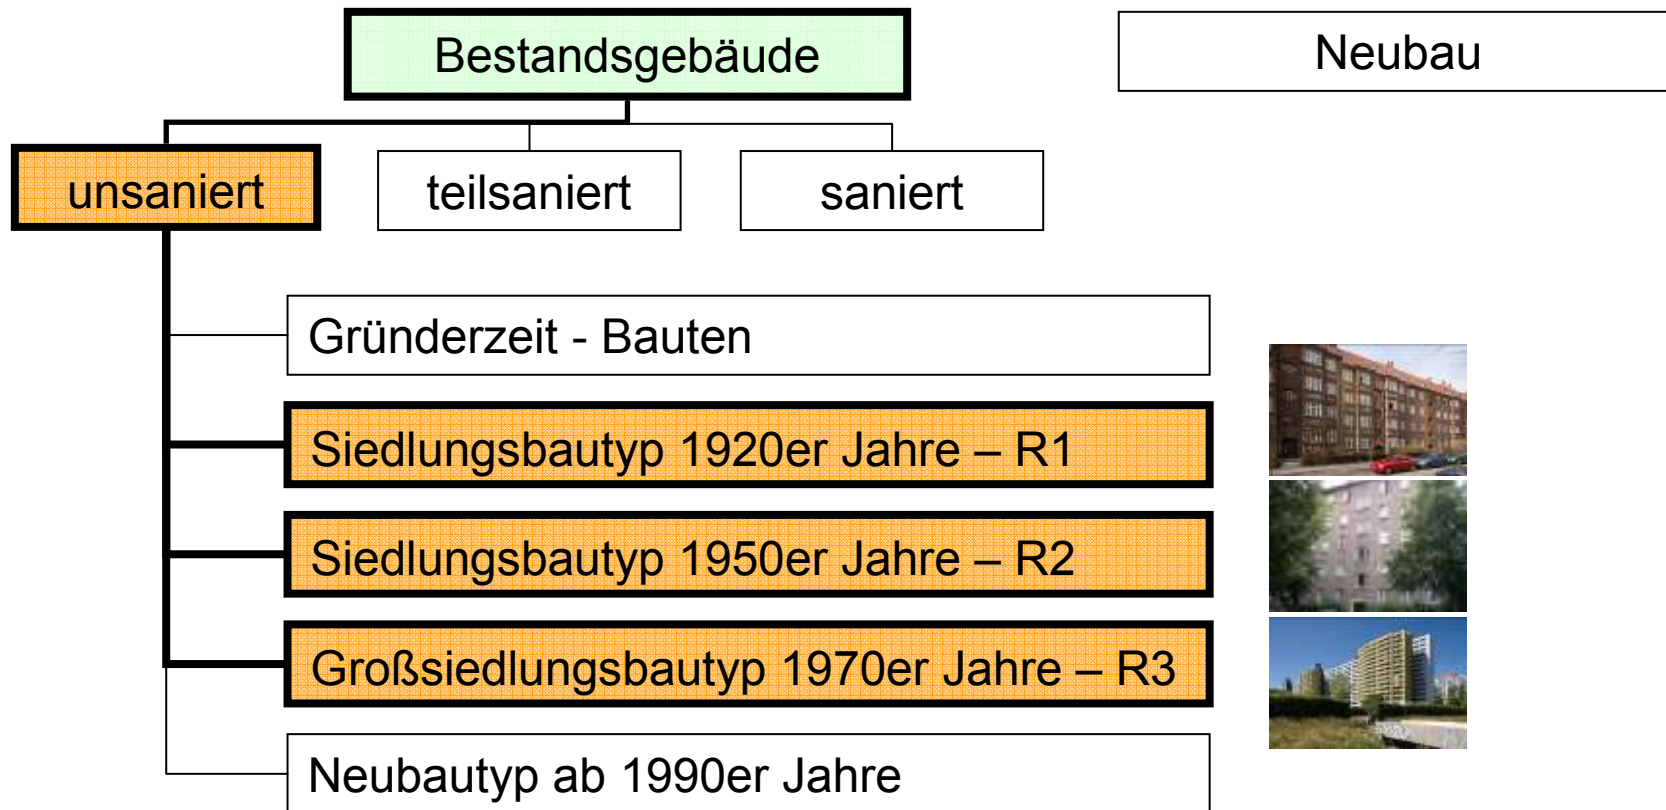 Bestandsgebäude
Neubau
unsaniert
teilsaniert
saniert
Gründerzeit - Bauten
Siedlungsbautyp 1920er Jahre – R1
Siedlungsbautyp 1950er Jahre – R2
Großsiedlungsbautyp 1970er Jahre – R3
Neubautyp ab 1990er Jahre